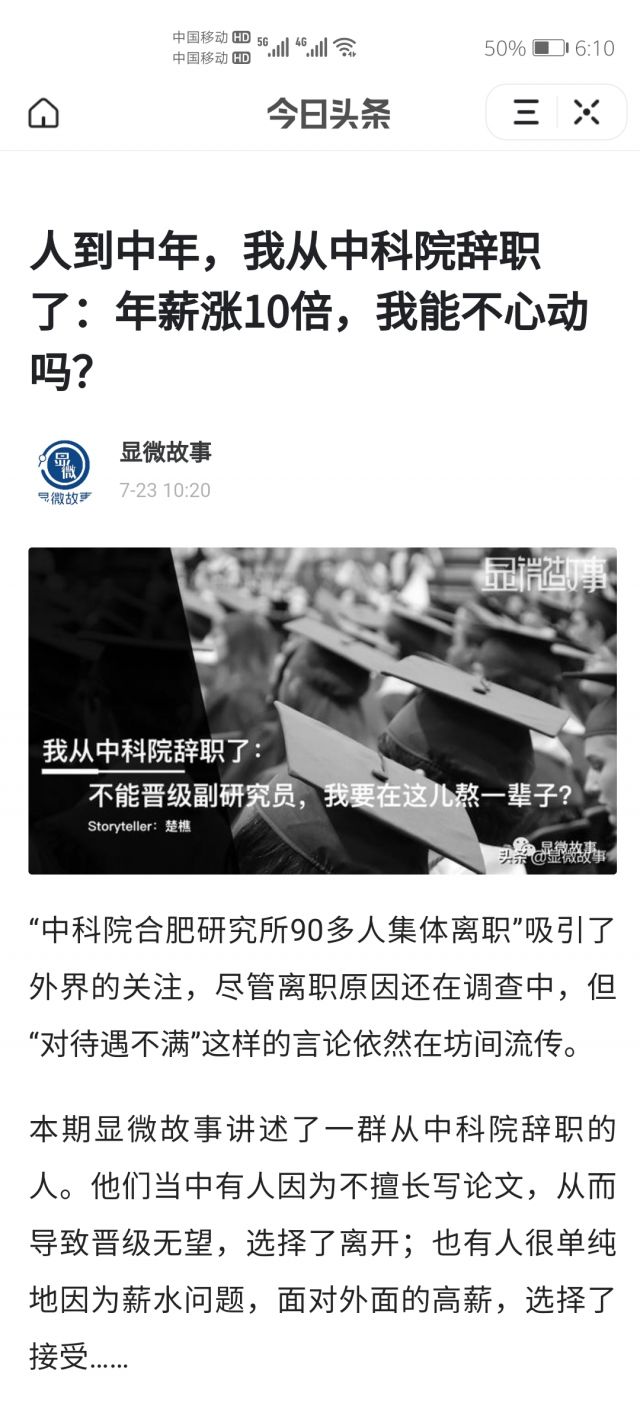 中国移动 HD 5G 4G 50% 6:10
中国移动 HD
今日头条
人到中年，我从中科院辞职
了：年薪涨10倍，我能不心动
吗？
显微
显微故事
显微故事
7-23 10:20
显微故事
我从中科院辞职了：
不能晋级副研究员，我要在这儿熬一辈子？
Storyteller：楚樵
显微故事
头条 @显微故事
“中科院合肥研究所90多人集体离职”吸引了
外界的关注，尽管离职原因还在调查中，但
“对待遇不满”这样的言论依然在坊间流传。
本期显微故事讲述了一群从中科院辞职的
人。他们当中有人因为不擅长写论文，从而
导致晋级无望，选择了离开；也有人很单纯
地因为薪水问题，面对外面的高薪，选择了
接受……